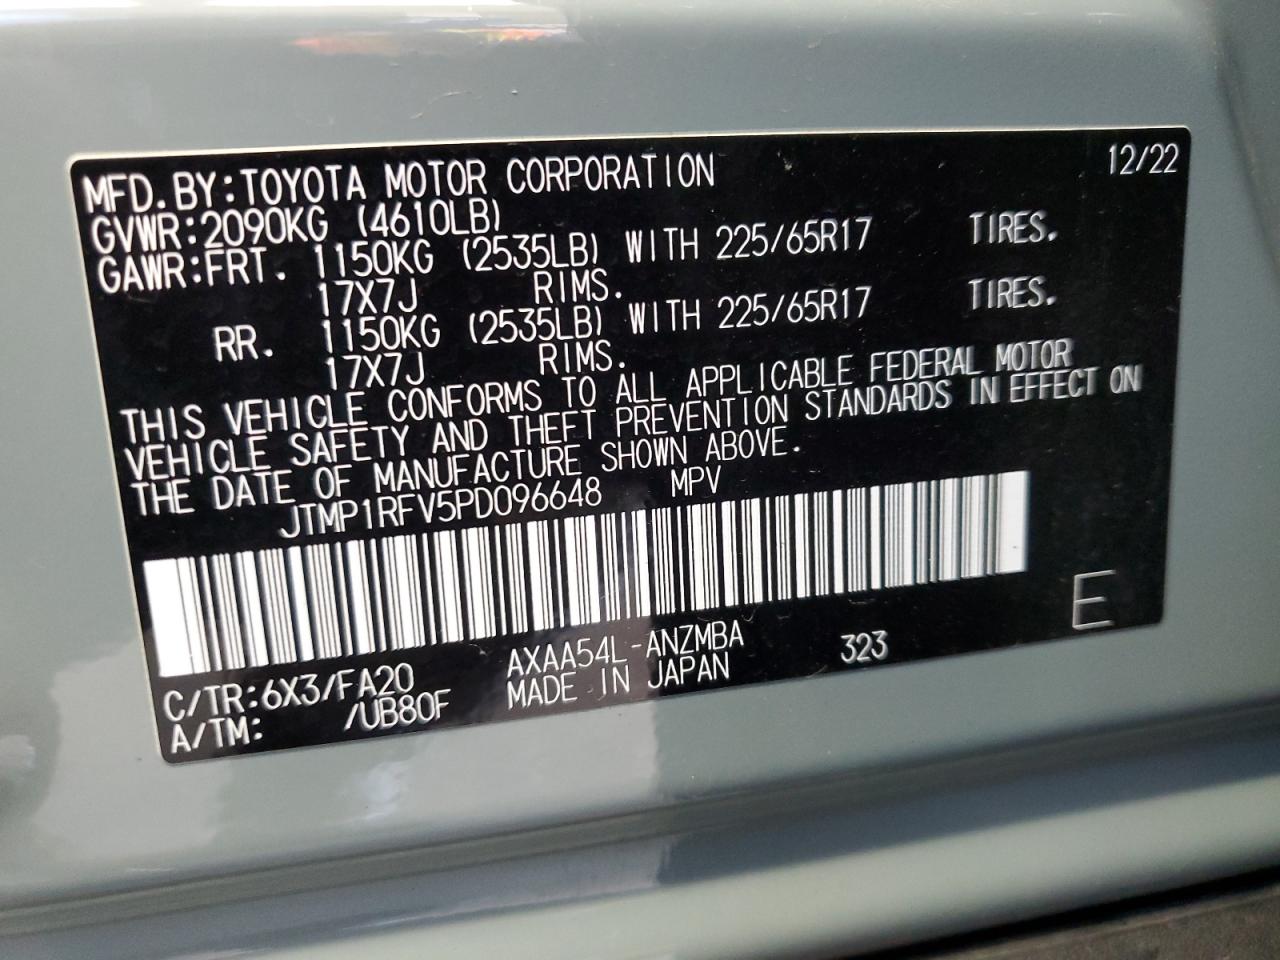 MFD.BY:TOYOTA MOTOR CORPORATION 12/22
GVWR:2090KG (4610LB)
GAWR:FRT. 1150KG (2535LB) WITH 225/65R17 TIRES.
17X7J RIMS.
RR. 1150KG (2535LB) WITH 225/65R17 TIRES.
17X7J RIMS.
THIS VEHICLE CONFORMS TO ALL APPLICABLE FEDERAL MOTOR
VEHICLE SAFETY AND THEFT PREVENTION STANDARDS IN EFFECT ON
THE DATE OF MANUFACTURE SHOWN ABOVE.
JTMP1RFV5PD096648 MPV
E
C/TR:6X3/FA20 AXAA54L-ANZMBA 323
A/TM: /UB80F MADE IN JAPAN